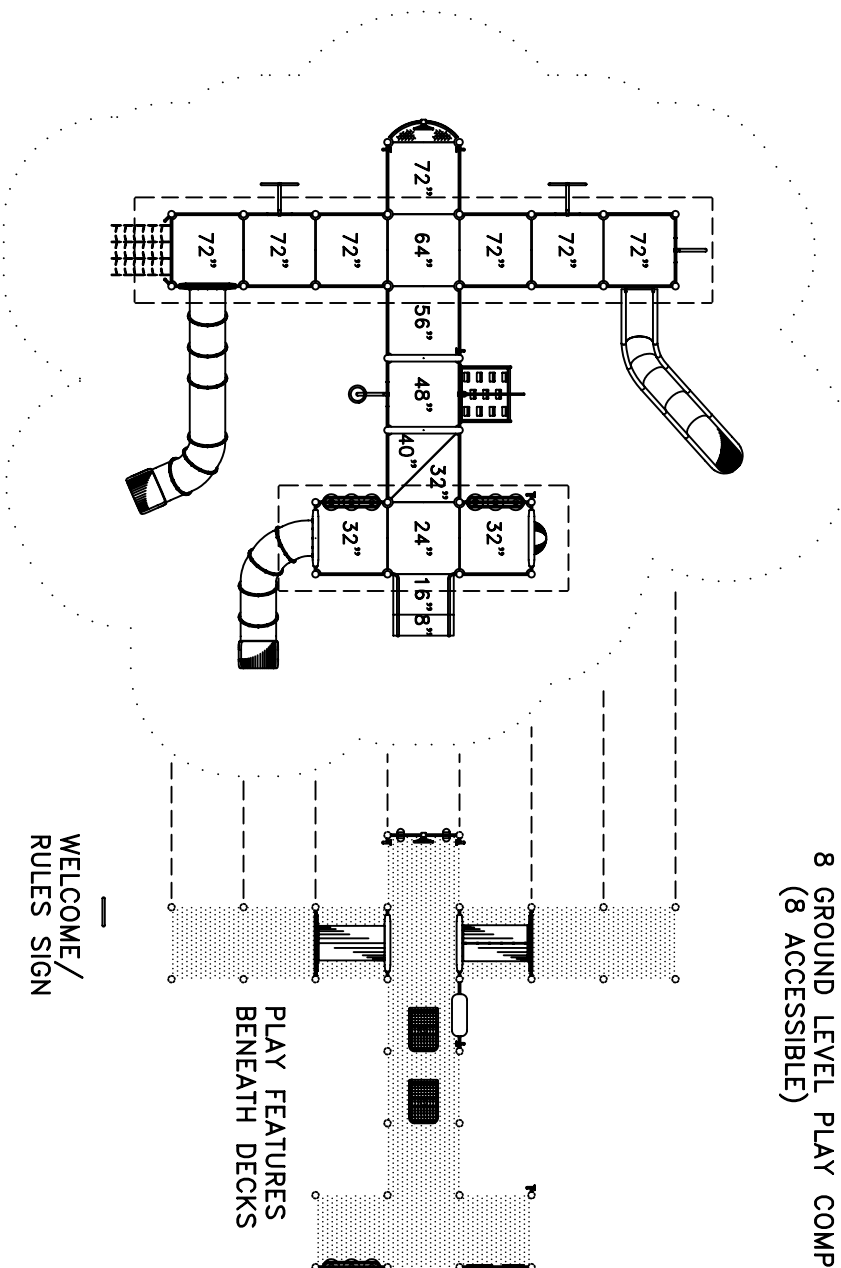 72"
72"
72"
72"
64"
72"
72"
72"
56"
48"
40"
32"
32"
24"
32"
16"
8"
WELCOME/
RULES SIGN
8 GROUND LEVEL PLAY COMP
(8 ACCESSIBLE)
PLAY FEATURES
BENEATH DECKS